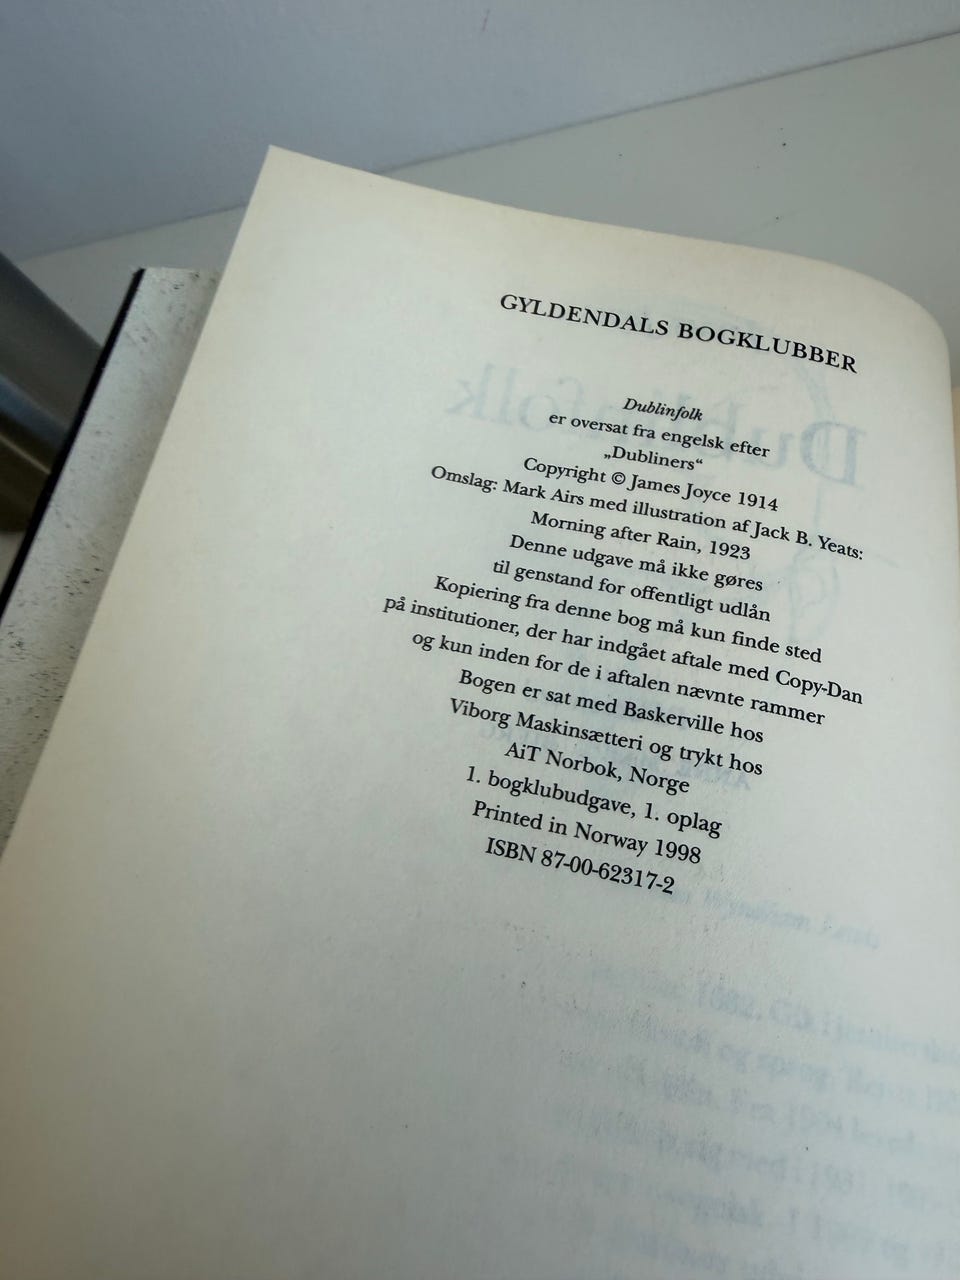 GYLDENDALS BOGKLUBBER
Dublinfolk
er oversat fra engelsk efter
„Dubliners“
Copyright © James Joyce 1914
Omslag: Mark Airs med illustration af Jack B. Yeats:
Morning after Rain, 1923
Denne udgave må ikke gøres
til genstand for offentligt udlån
Kopiering fra denne bog må kun finde sted
på institutioner, der har indgået aftale med Copy-Dan
og kun inden for de i aftalen nævnte rammer
Bogen er sat med Baskerville hos
Viborg Maskinsætteri og trykt hos
AiT Norbok, Norge
1. bogklubudgave, 1. oplag
Printed in Norway 1998
ISBN 87-00-62317-2
Dublinfolk